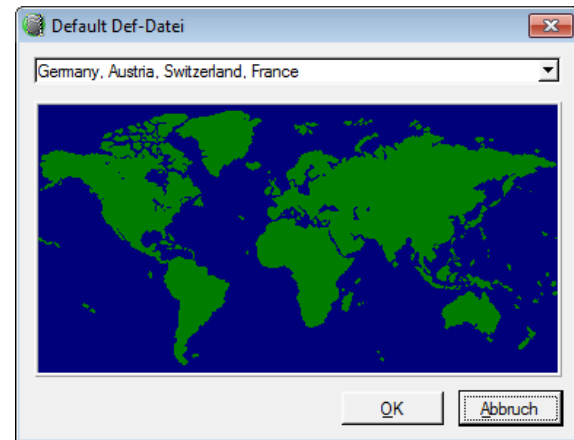 Default Def-Datei
Germany, Austria, Switzerland, France
OK
Abbruch